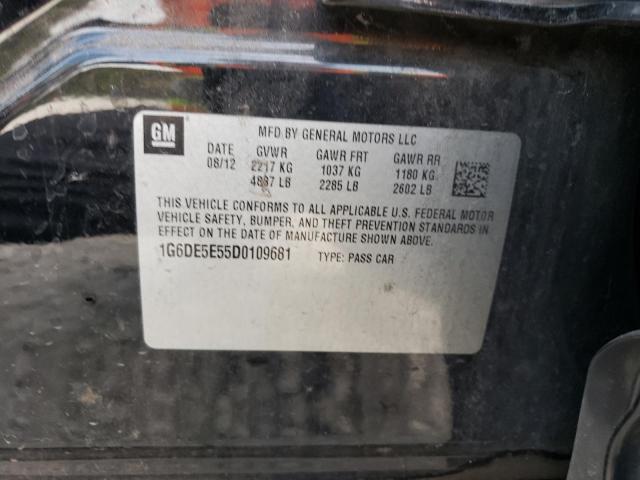 GM
MFD BY GENERAL MOTORS LLC
DATE GVWR GAWR FRT GAWR RR
08/12 2217 KG 1037 KG 1180 KG
4887 LB 2285 LB 2602 LB
THIS VEHICLE CONFORMS TO ALL APPLICABLE U.S. FEDERAL MOTOR
VEHICLE SAFETY, BUMPER, AND THEFT PREVENTION STANDARDS IN
EFFECT ON THE DATE OF MANUFACTURE SHOWN ABOVE.
1G6DE5E55D0109681 TYPE: PASS CAR